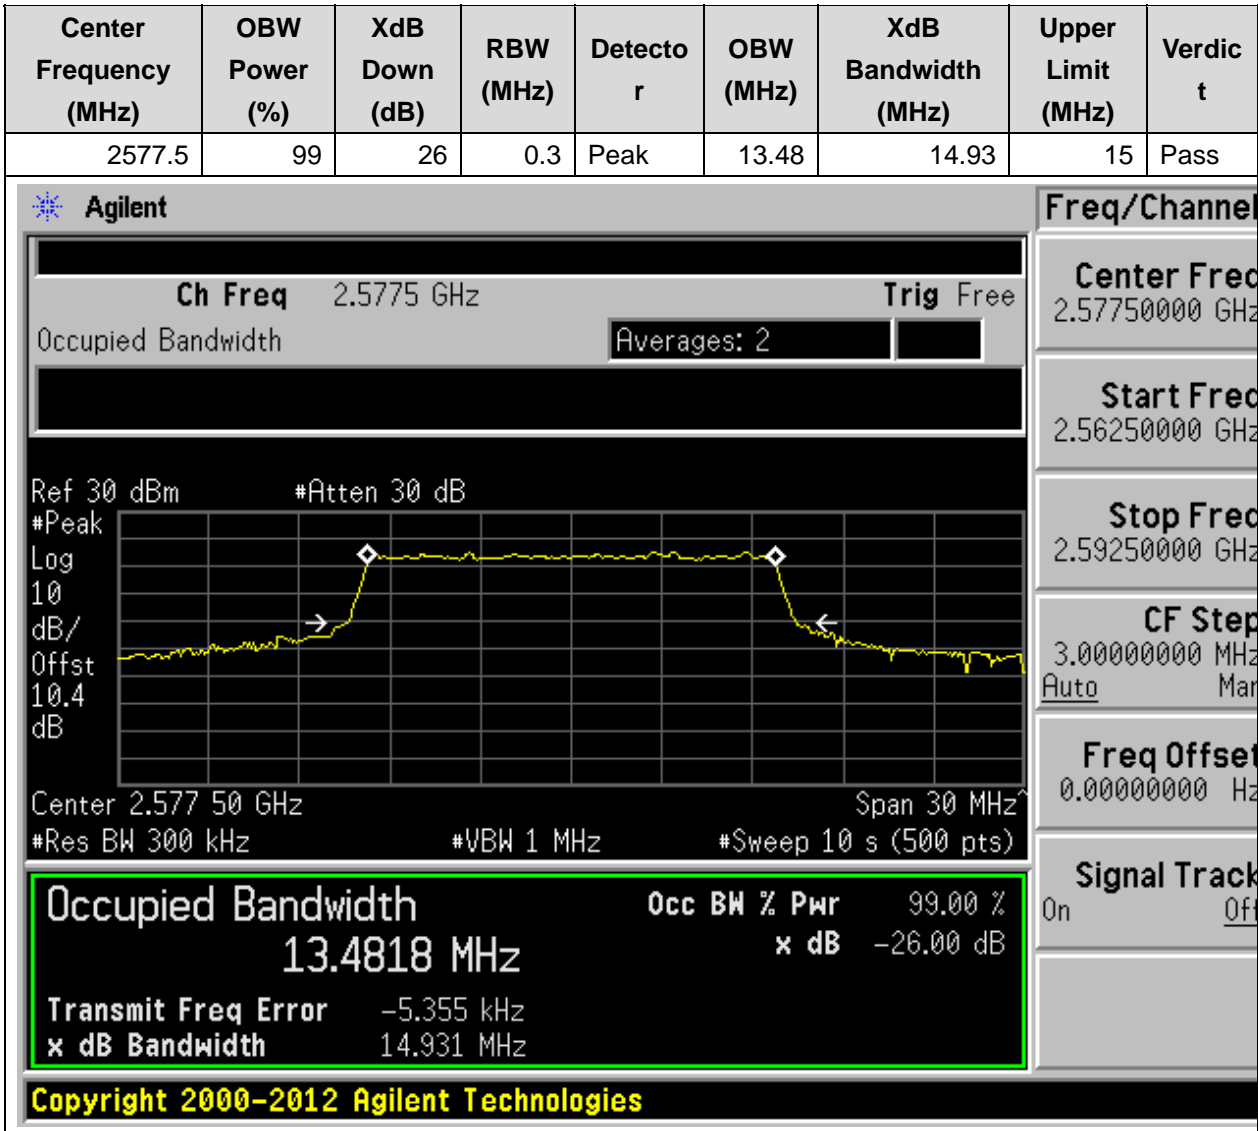 Center Frequency (MHz) OBW Power (%) XdB Down (dB) RBW (MHz) Detecto r OBW (MHz) XdB Bandwidth (MHz) Upper Limit (MHz) Verdic t
2577.5 99 26 0.3 Peak 13.48 14.93 15 Pass
Agilent
Freq/Channel
Ch Freq 2.5775 GHz Trig Free
Occupied Bandwidth Averages: 2
Ref 30 dBm #Atten 30 dB
#Peak
Log
10
dB/
Offst
10.4
dB
Center 2.577 50 GHz Span 30 MHz^
#Res BW 300 kHz #VBW 1 MHz #Sweep 10 s (500 pts)
Occupied Bandwidth Occ BW % Pwr 99.00 %
13.4818 MHz x dB -26.00 dB
Transmit Freq Error -5.355 kHz
x dB Bandwidth 14.931 MHz
Center Freq
2.57750000 GHz
Start Freq
2.56250000 GHz
Stop Freq
2.59250000 GHz
CF Step
3.00000000 MHz
Auto Man
Freq Offset
0.00000000 Hz
Signal Track
On Off
Copyright 2000-2012 Agilent Technologies